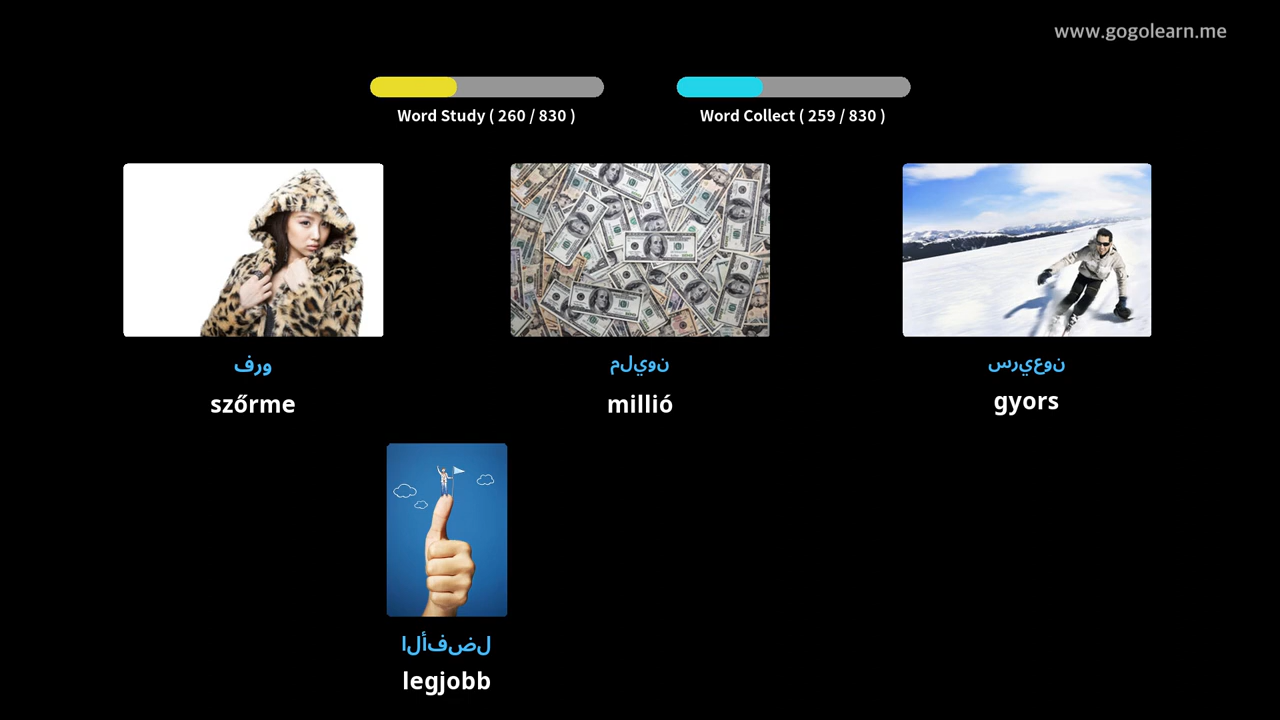 www.gogolearn.me
Word Study ( 260 / 830 )
Word Collect ( 259 / 830 )
فرو
مليون
سريعون
szőrme
millió
gyors
الأفضل
legjobb